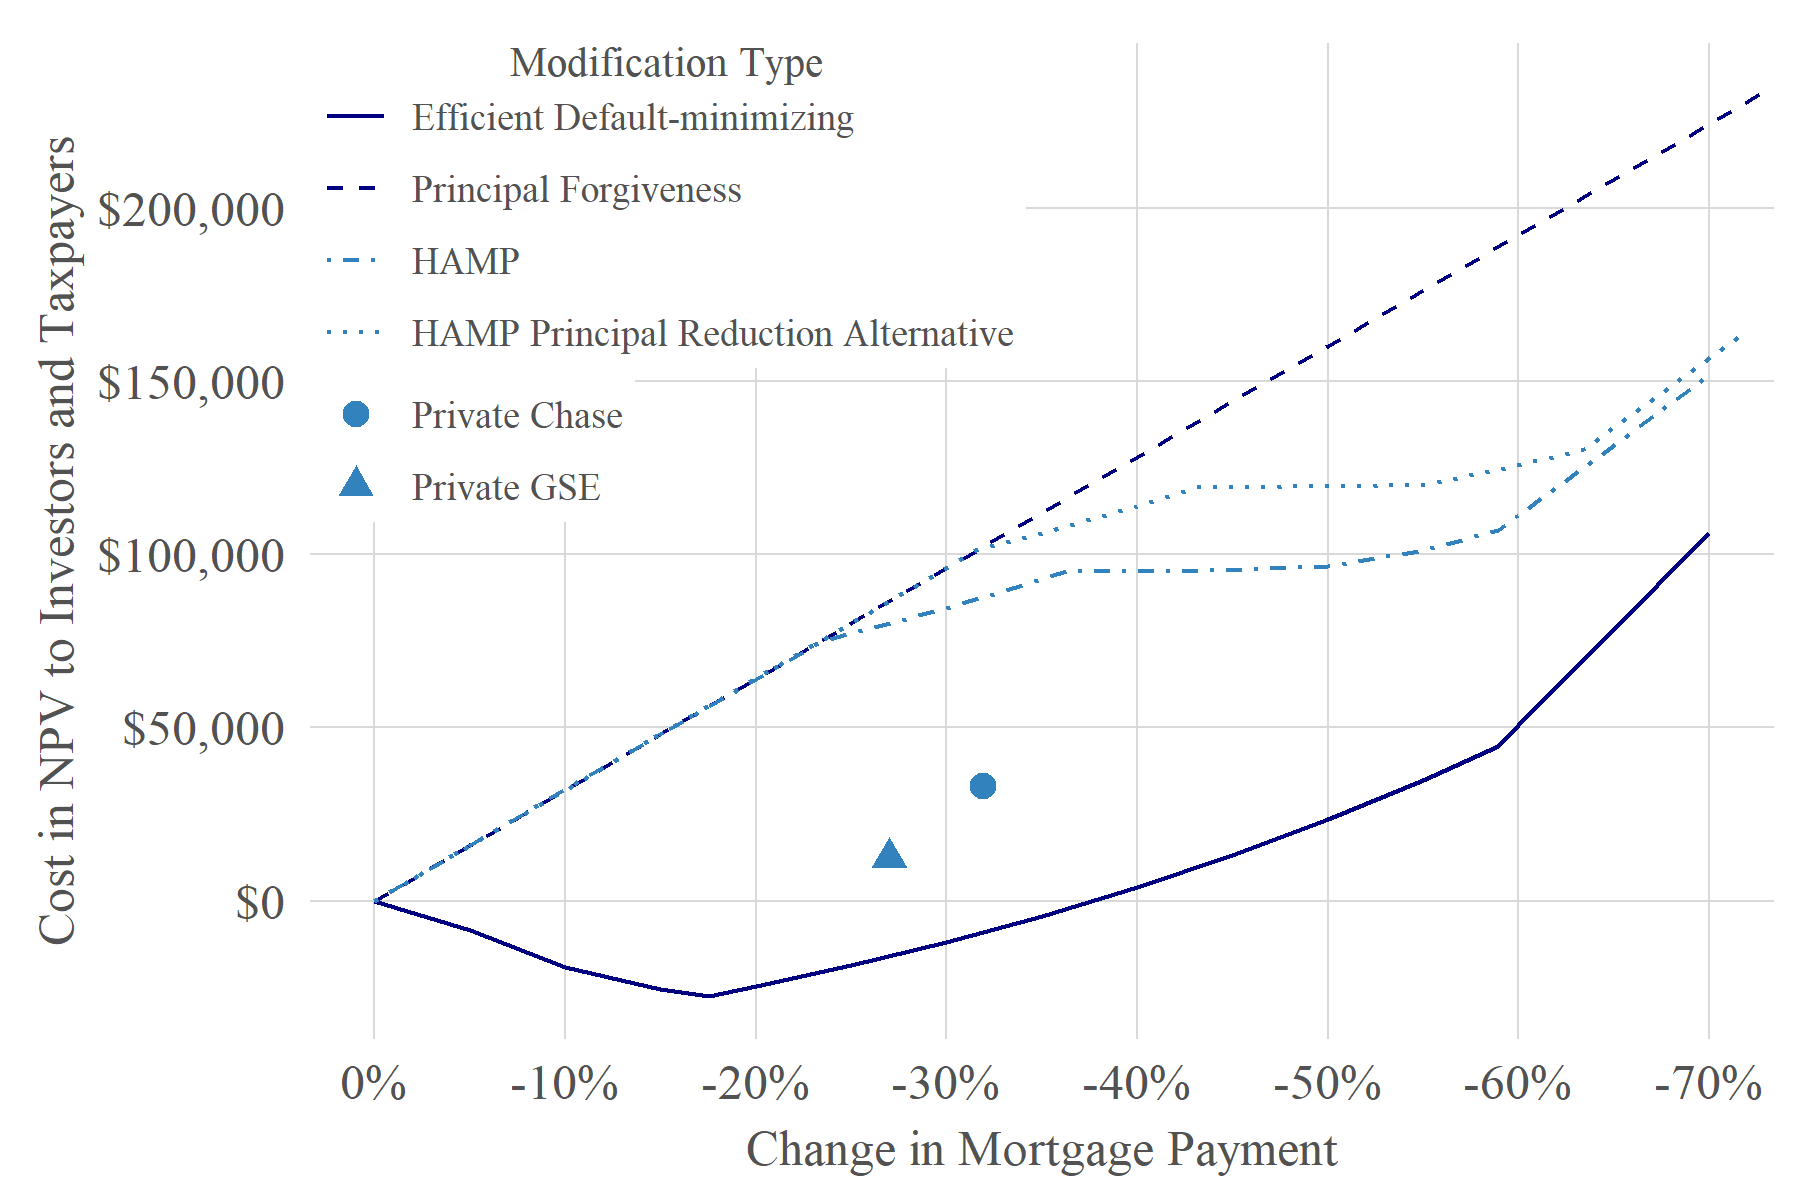 Modification Type
Efficient Default-minimizing
Principal Forgiveness
HAMP
HAMP Principal Reduction Alternative
Private Chase
Private GSE
Cost in NPV to Investors and Taxpayers
$200,000
$150,000
$100,000
$50,000
$0
0%
-10%
-20%
-30%
-40%
-50%
-60%
-70%
Change in Mortgage Payment